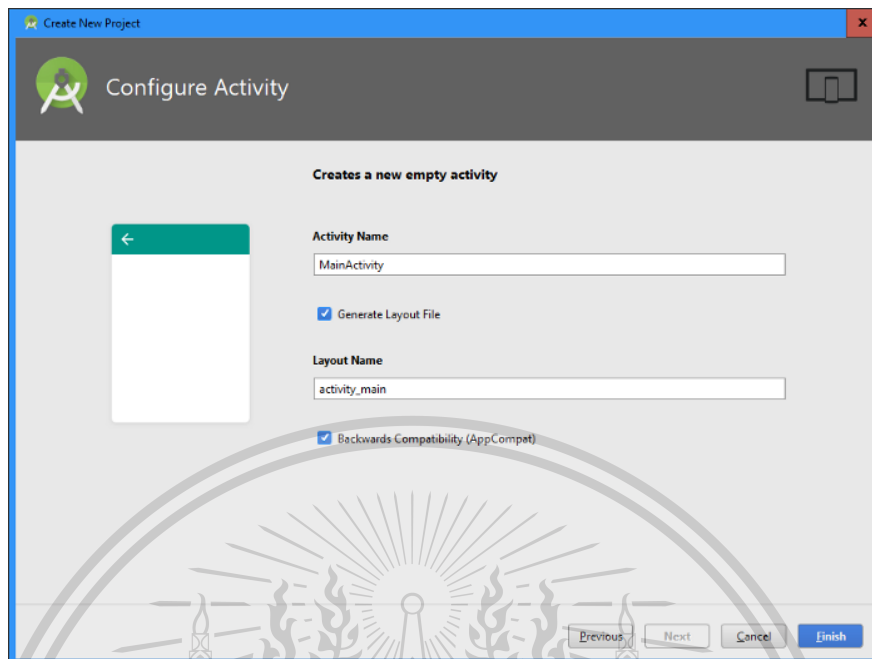 Create New Project
Configure Activity
Creates a new empty activity
Activity Name
MainActivity
Generate Layout File
Layout Name
activity_main
Backwards Compatibility (AppCompat)
Previous
Next
Cancel
Finish